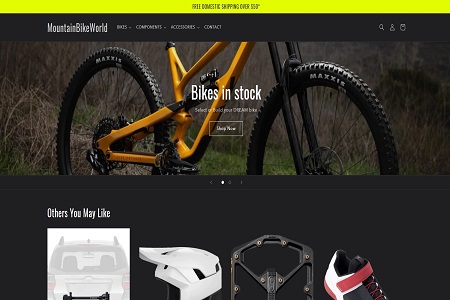 FREE DOMESTIC SHIPPING OVER $50*
MountainBikeWorld
BIKES COMPONENTS ACCESSORIES CONTACT
MAXXIS
MAXXIS
Bikes in stock
Select or build your DREAM bike
Shop Now
Others You May Like